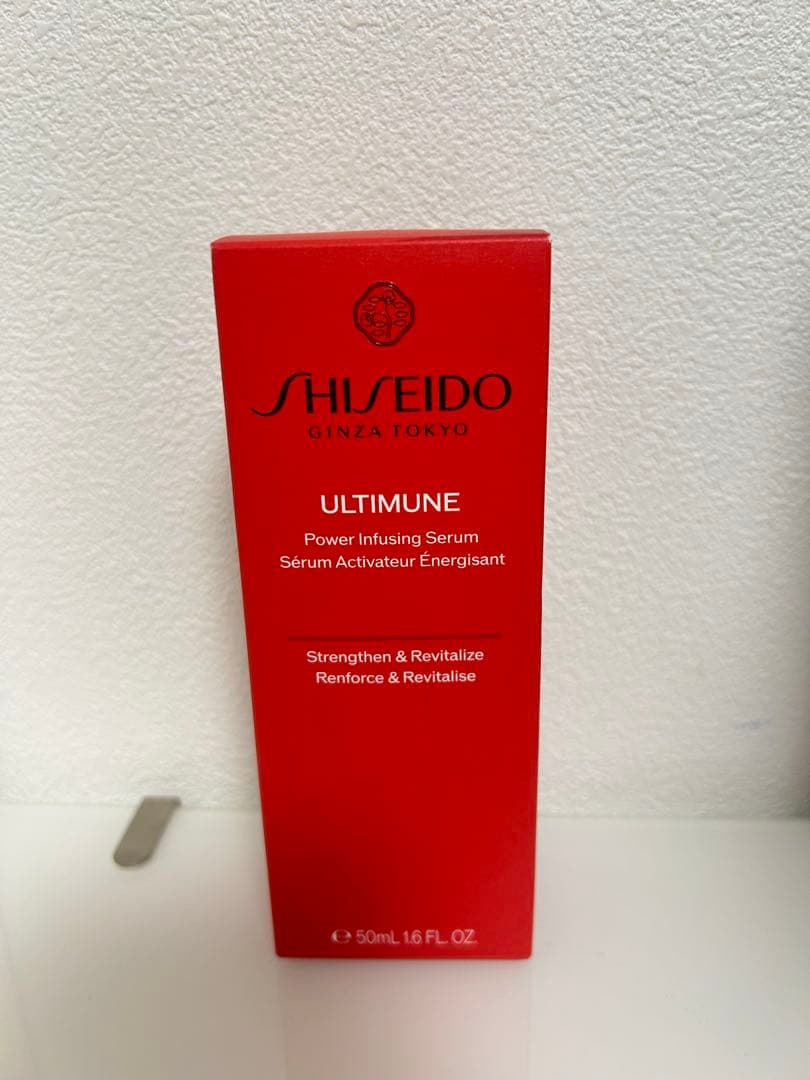 SHISEIDO
GINZA TOKYO
ULTIMUNE
Power Infusing Serum
Sérum Activateur Énergisant
Strengthen & Revitalize
Renforce & Revitalise
℮ 50mL 1.6 FL. OZ.